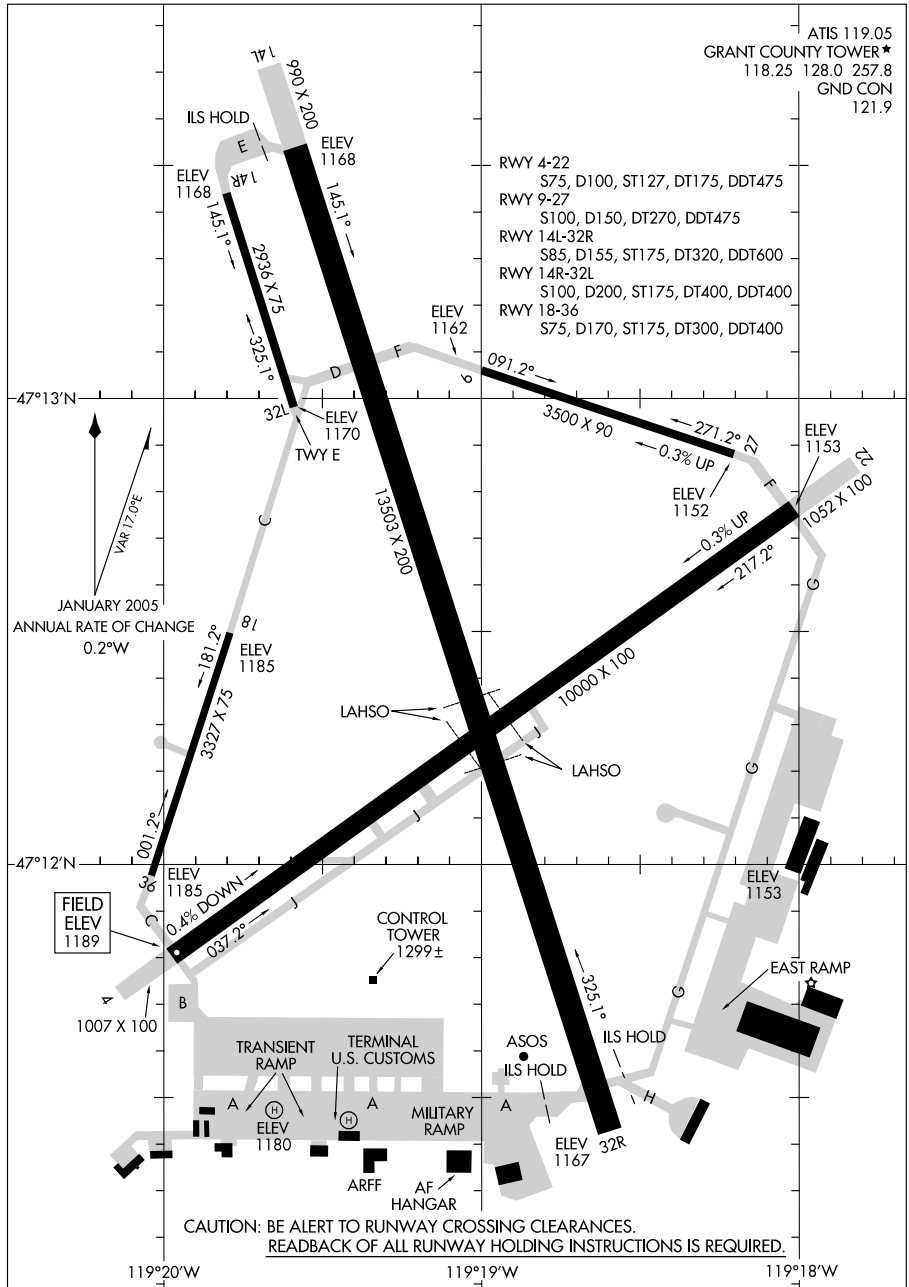 ATIS 119.05
GRANT COUNTY TOWER★
118.25 128.0 257.8
GND CON
121.9
14L
990 X 200
ILS HOLD
E
ELEV
1168
14R
ELEV
1168
145.1°
145.1°
RWY 4-22
S75, D100, ST127, DT175, DDT475
RWY 9-27
S100, D150, DT270, DDT475
RWY 14L-32R
S85, D155, ST175, DT320, DDT600
RWY 14R-32L
S100, D200, ST175, DT400, DDT400
RWY 18-36
S75, D170, ST175, DT300, DDT400
2936 X 75
325.1°
ELEV
1162
D
F
9
091.2°
3500 X 90
271.2°
27
0.3% UP
47°13'N
32L
ELEV
1170
TWY E
ELEV
1152
ELEV
1153
22
F
1052 X 100
0.3% UP
217.2°
13503 X 200
C
VAR 17.0°E
JANUARY 2005
ANNUAL RATE OF CHANGE
0.2°W
G
18
ELEV
1185
181.2°
3327 X 75
001.2°
LAHSO
10000 X 100
J
LAHSO
G
J
47°12'N
36
ELEV
1185
ELEV
1153
FIELD
ELEV
1189
C
0.4% DOWN
037.2°
J
CONTROL
TOWER
1299±
EAST RAMP
4
1007 X 100
B
G
325.1°
ILS HOLD
ASOS
ILS HOLD
H
TRANSIENT
RAMP
TERMINAL
U.S. CUSTOMS
A
H
A
H
A
MILITARY
RAMP
ELEV
1180
ELEV
1167
32R
ARFF
AF
HANGAR
CAUTION: BE ALERT TO RUNWAY CROSSING CLEARANCES.
READBACK OF ALL RUNWAY HOLDING INSTRUCTIONS IS REQUIRED.
119°20'W
119°19'W
119°18'W